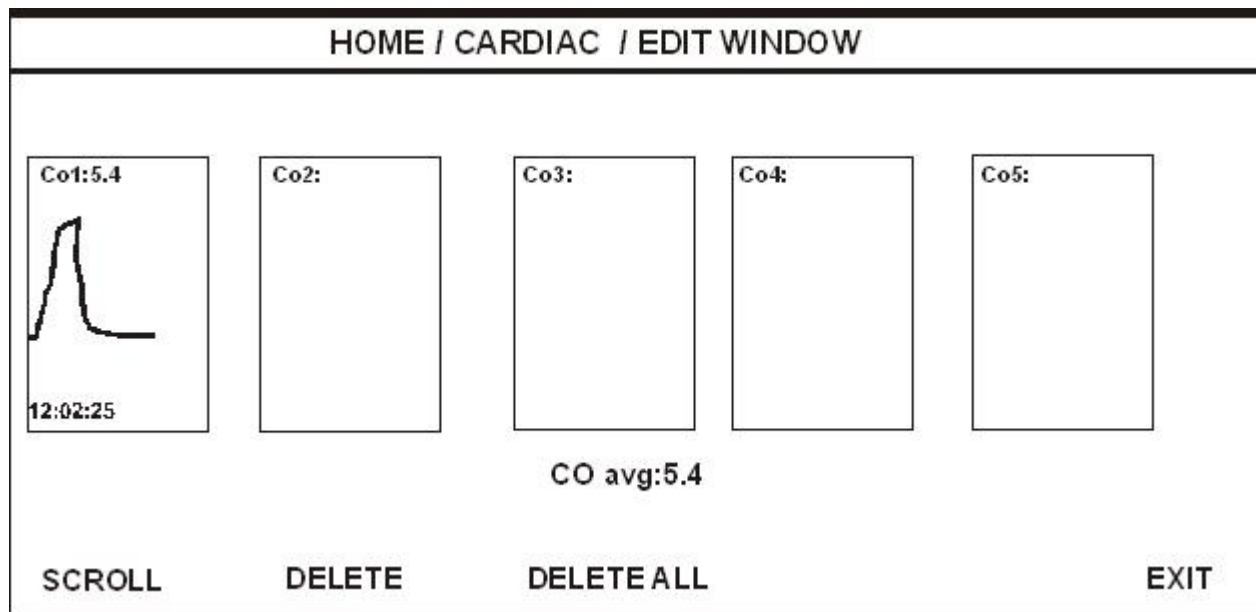 HOME / CARDIAC / EDIT WINDOW
Co1:5.4
Co2:
Co3:
Co4:
Co5:
12:02:25
CO avg:5.4
SCROLL
DELETE
DELETE ALL
EXIT